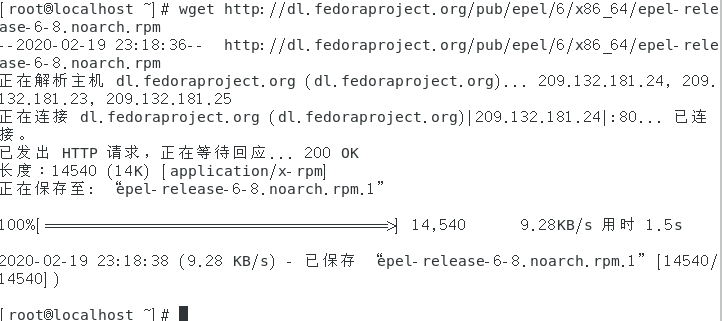 [root@localhost ~]# wget http://dl.fedoraproject.org/pub/epel/6/x86_64/epel-rele
ase-6-8.noarch.rpm
--2020-02-19 23:18:36--  http://dl.fedoraproject.org/pub/epel/6/x86_64/epel-rele
ase-6-8.noarch.rpm
正在解析主机 dl.fedoraproject.org (dl.fedoraproject.org)... 209.132.181.24, 209.
132.181.23, 209.132.181.25
正在连接 dl.fedoraproject.org (dl.fedoraproject.org)|209.132.181.24|:80... 已连
接。
已发出 HTTP 请求，正在等待回应... 200 OK
长度：14540 (14K) [application/x-rpm]
正在保存至: “epel-release-6-8.noarch.rpm.1”
100%[======================================>] 14,540      9.28KB/s 用时 1.5s
2020-02-19 23:18:38 (9.28 KB/s) - 已保存 “epel-release-6-8.noarch.rpm.1” [14540/
14540])
[root@localhost ~]#